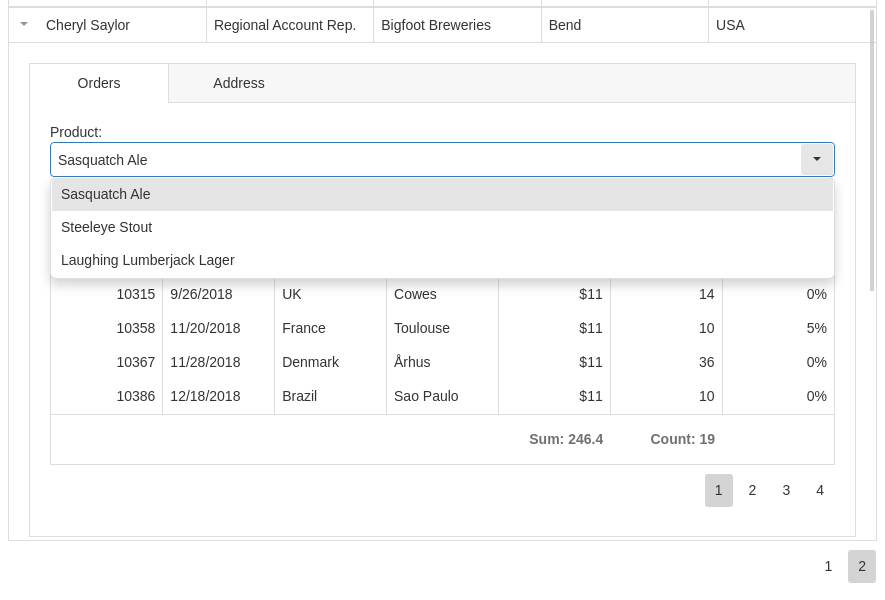 Cheryl Saylor Regional Account Rep. Bigfoot Breweries Bend USA
Orders Address
Product:
Sasquatch Ale
Sasquatch Ale
Steeleye Stout
Laughing Lumberjack Lager
10315 9/26/2018 UK Cowes $11 14 0%
10358 11/20/2018 France Toulouse $11 10 5%
10367 11/28/2018 Denmark Århus $11 36 0%
10386 12/18/2018 Brazil Sao Paulo $11 10 0%
Sum: 246.4 Count: 19
1 2 3 4
1 2